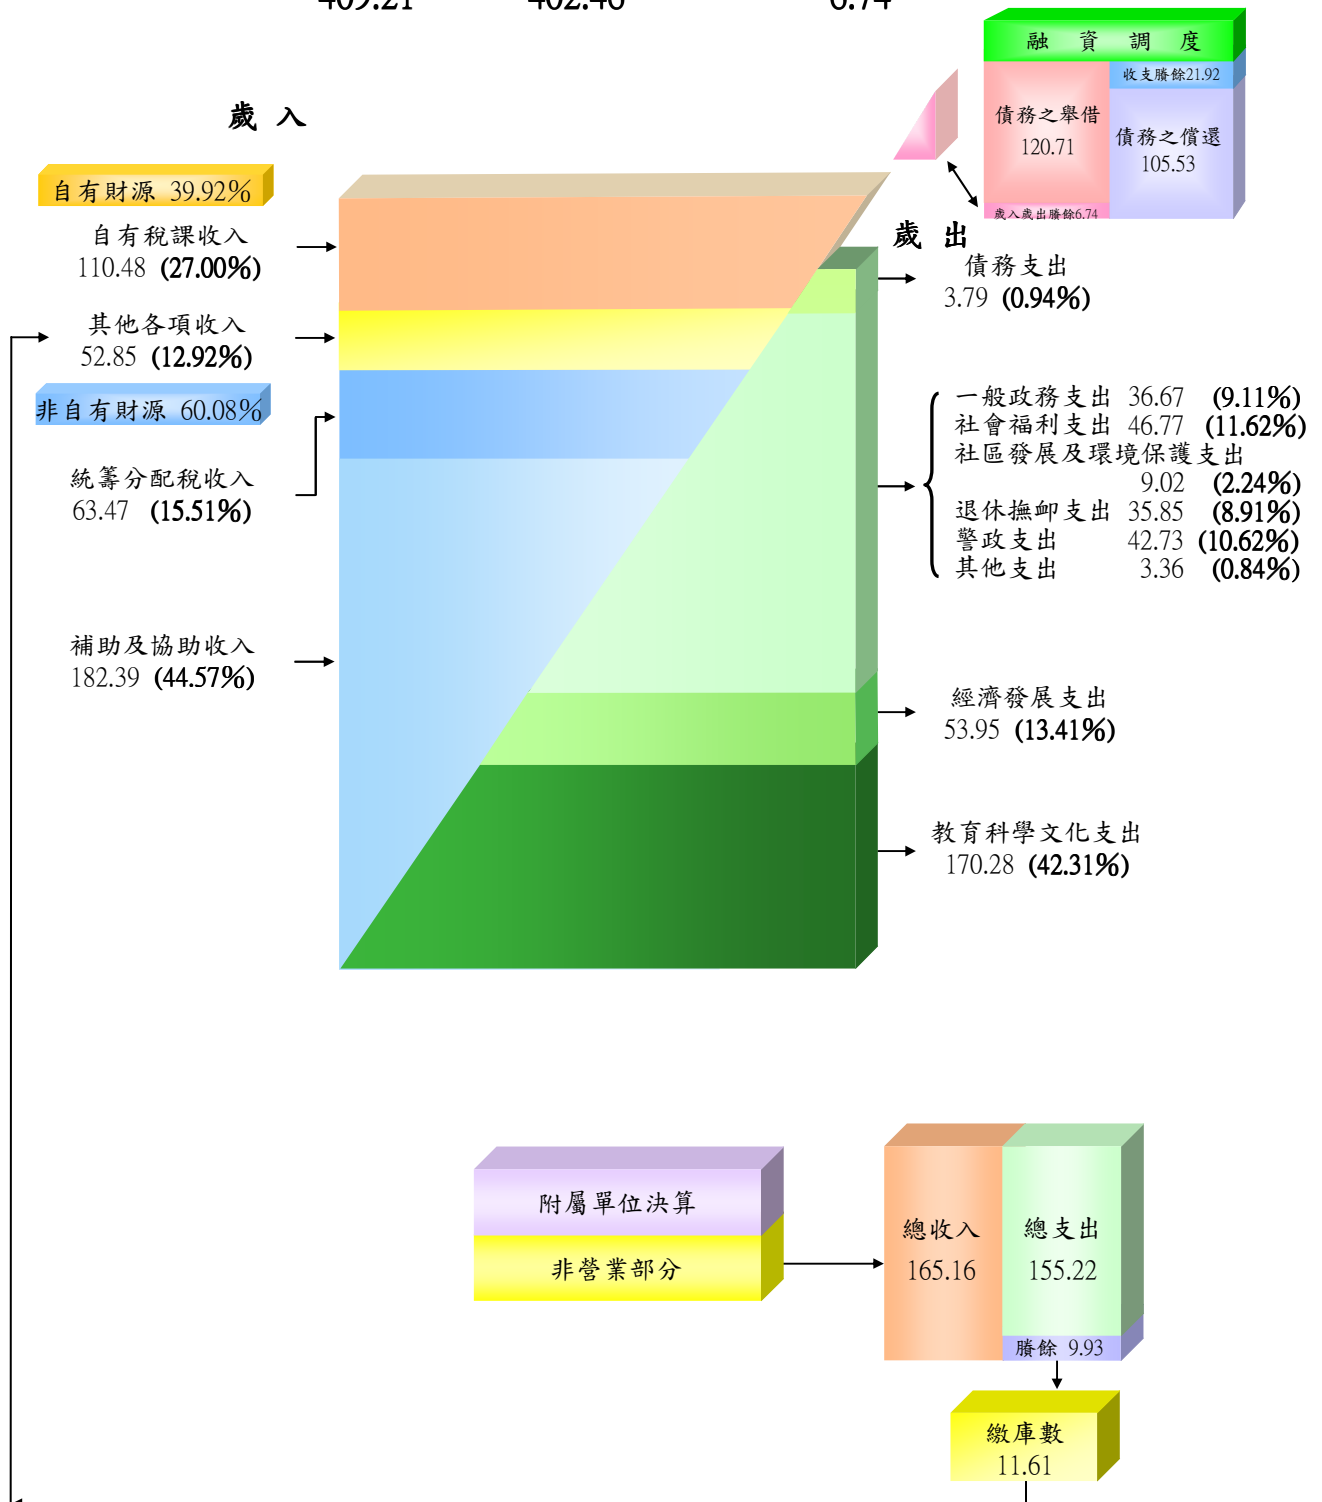 409.21 402.46 6.74
融資調度
收支賸餘21.92
債務之舉借
120.71
債務之償還
105.53
歲入歲出賸餘6.74
歲入
自有財源 39.92%
自有稅課收入
110.48 (27.00%)
其他各項收入
52.85 (12.92%)
非自有財源 60.08%
統籌分配稅收入
63.47 (15.51%)
補助及協助收入
182.39 (44.57%)
歲出
債務支出
3.79 (0.94%)
一般政務支出 36.67 (9.11%)
社會福利支出 46.77 (11.62%)
社區發展及環境保護支出
9.02 (2.24%)
退休撫卹支出 35.85 (8.91%)
警政支出 42.73 (10.62%)
其他支出 3.36 (0.84%)
經濟發展支出
53.95 (13.41%)
教育科學文化支出
170.28 (42.31%)
附屬單位決算
非營業部分
總收入
165.16
總支出
155.22
賸餘 9.93
繳庫數
11.61